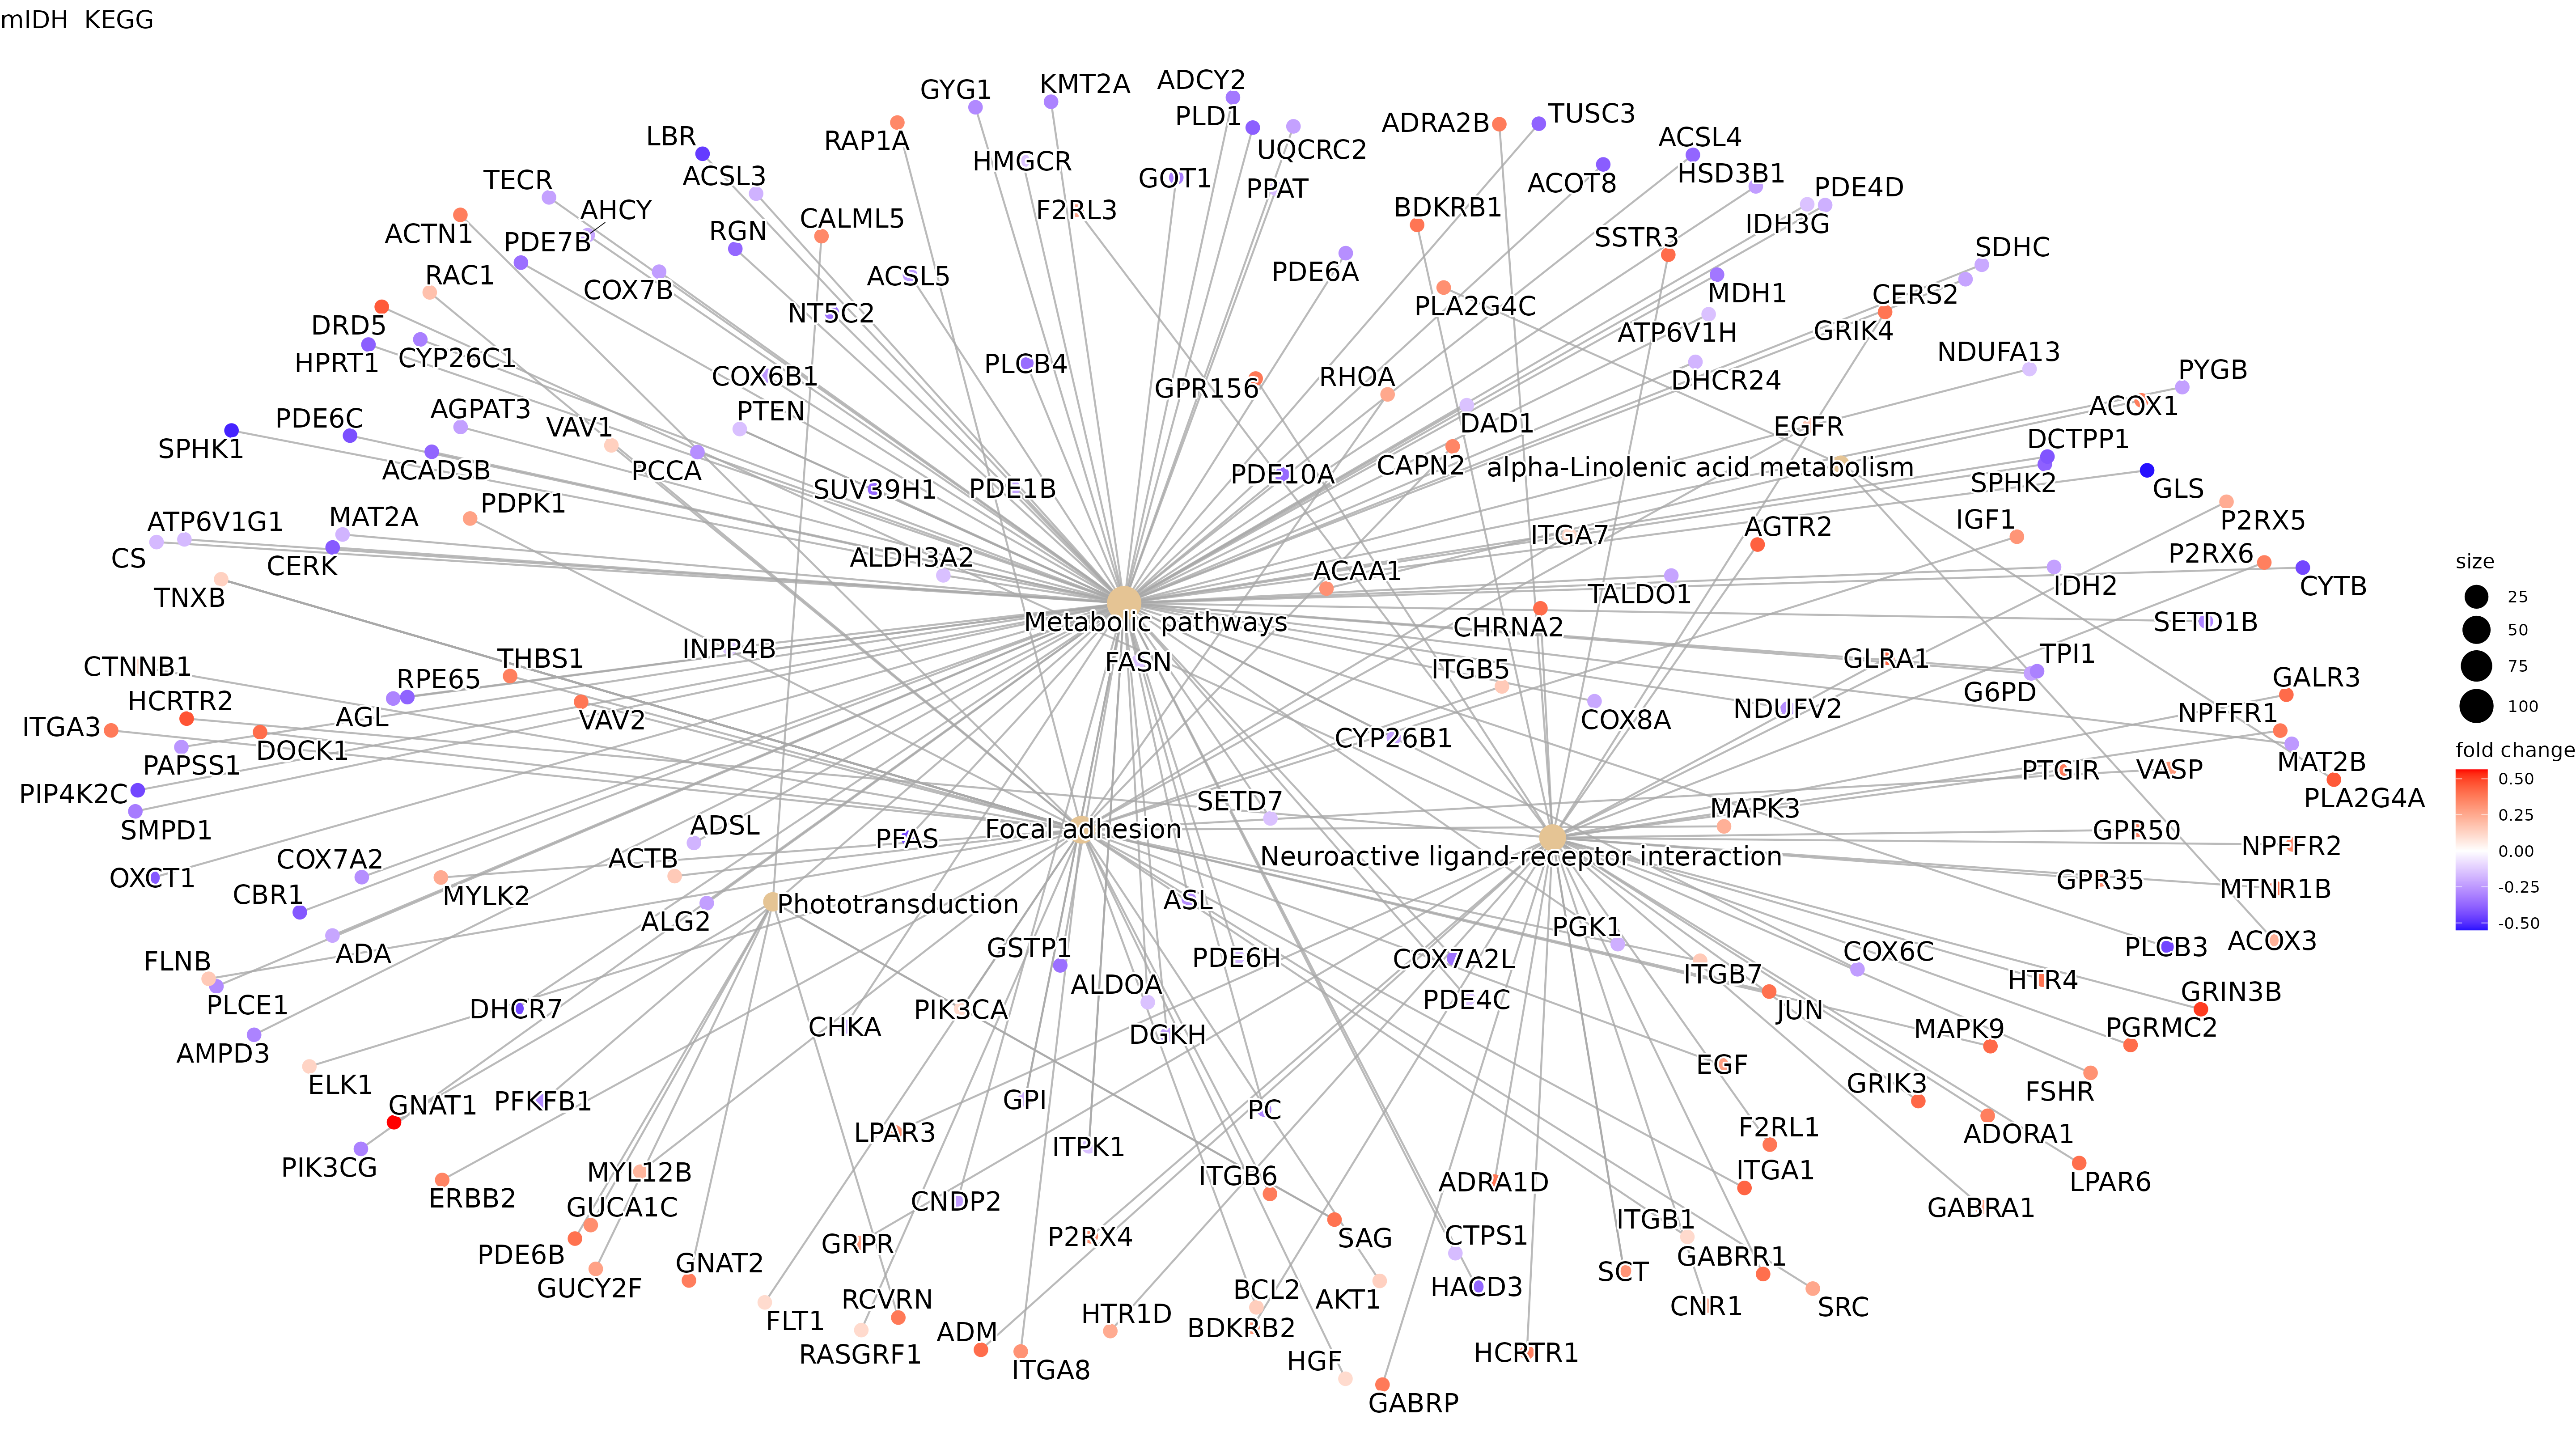 mIDH KEGG
GYG1
KMT2A
ADCY2
PLD1
UQCRC2
ADRA2B
TUSC3
RAP1A
LBR
ACSL3
HMGCR
GOT1
PPAT
ACSL4
ACOT8
HSD3B1
PDE4D
IDH3G
TECR
AHCY
ACTN1
PDE7B
RGN
CALML5
F2RL3
BDKRB1
SSTR3
SDHC
RAC1
COX7B
ACSL5
PDE6A
PLA2G4C
MDH1
CERS2
DRD5
HPRT1
CYP26C1
NT5C2
ATP6V1H
GRIK4
NDUFA13
PLCB4
COX6B1
GPR156
RHOA
DHCR24
PYGB
ACOX1
PDE6C
AGPAT3
VAV1
PTEN
DAD1
EGFR
DCTPP1
SPHK1
ACADSB
PCCA
SUV39H1
PDE1B
PDE10A
CAPN2
alpha-Linolenic acid metabolism
SPHK2
GLS
ATP6V1G1
MAT2A
PDPK1
ITGA7
AGTR2
IGF1
P2RX5
CS
CERK
ALDH3A2
ACAA1
TALDO1
P2RX6
IDH2
CYTB
TNXB
Metabolic pathways
CHRNA2
SETD1B
INPP4B
FASN
ITGB5
GLRA1
TPI1
G6PD
CTNNB1
THBS1
RPE65
HCRTR2
AGL
GALR3
ITGA3
VAV2
DOCK1
COX8A
NDUFV2
NPFFR1
PAPSS1
CYP26B1
PTGIR
VASP
MAT2B
PIP4K2C
PLA2G4A
SMPD1
SETD7
MAPK3
ADSL
PFAS
Focal adhesion
GPR50
NPFFR2
COX7A2
ACTB
Neuroactive ligand-receptor interaction
OXCT1
GPR35
MTNR1B
CBR1
MYLK2
ALG2
Phototransduction
ASL
PGK1
ADA
GSTP1
PDE6H
COX7A2L
COX6C
PLCB3
ACOX3
FLNB
ITGB7
HTR4
GRIN3B
PLCE1
DHCR7
PIK3CA
ALDOA
PDE4C
JUN
MAPK9
PGRMC2
AMPD3
CHKA
DGKH
ELK1
EGF
GRIK3
FSHR
GNAT1
PFKFB1
GPI
PC
F2RL1
ADORA1
LPAR3
ITPK1
PIK3CG
MYL12B
ITGB6
ADRA1D
ITGA1
LPAR6
ERBB2
GUCA1C
CNDP2
GABRA1
PDE6B
GRPR
P2RX4
SAG
CTPS1
ITGB1
GABRR1
GUCY2F
GNAT2
SCT
HACD3
RCVRN
BCL2
AKT1
CNR1
SRC
FLT1
HTR1D
BDKRB2
RASGRF1
ADM
ITGA8
HGF
HCRTR1
GABRP
size
25
50
75
100
fold change
0.50
0.25
0.00
-0.25
-0.50